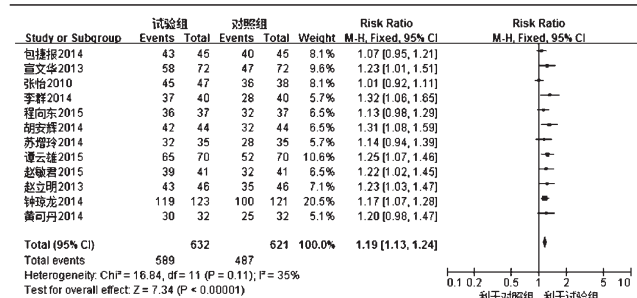 试验组 对照组 Risk Ratio Risk Ratio
Study or Subgroup Events Total Events Total Weight M-H, Fixed, 95% CI M-H, Fixed, 95% CI
包捷报2014 43 45 40 45 8.1% 1.07 [0.95, 1.21]
宣文华2013 58 72 47 72 9.5% 1.23 [1.01, 1.51]
张怡2010 45 47 36 38 8.1% 1.01 [0.92, 1.11]
李群2014 37 40 28 40 5.7% 1.32 [1.06, 1.65]
程向东2015 36 37 32 37 6.5% 1.13 [0.98, 1.29]
胡安辉2014 42 44 32 44 6.5% 1.31 [1.08, 1.59]
苏增玲2014 32 35 28 35 5.7% 1.14 [0.94, 1.39]
谭云雄2015 65 70 52 70 10.6% 1.25 [1.07, 1.46]
赵敏君2015 39 41 32 41 6.5% 1.22 [1.02, 1.45]
赵立明2013 43 46 35 46 7.1% 1.23 [1.03, 1.47]
钟琼龙2014 119 123 100 121 20.5% 1.17 [1.07, 1.28]
黄可丹2014 30 32 25 32 5.1% 1.20 [0.98, 1.47]
Total (95% CI) 632 621 100.0% 1.19 [1.13, 1.24]
Total events 589 487
Heterogeneity: Chi² = 16.84, df = 11 (P = 0.11); I² = 35%
Test for overall effect: Z = 7.34 (P < 0.00001)
0.1 0.2 0.5 1 2 5 10
利于对照组 利于试验组